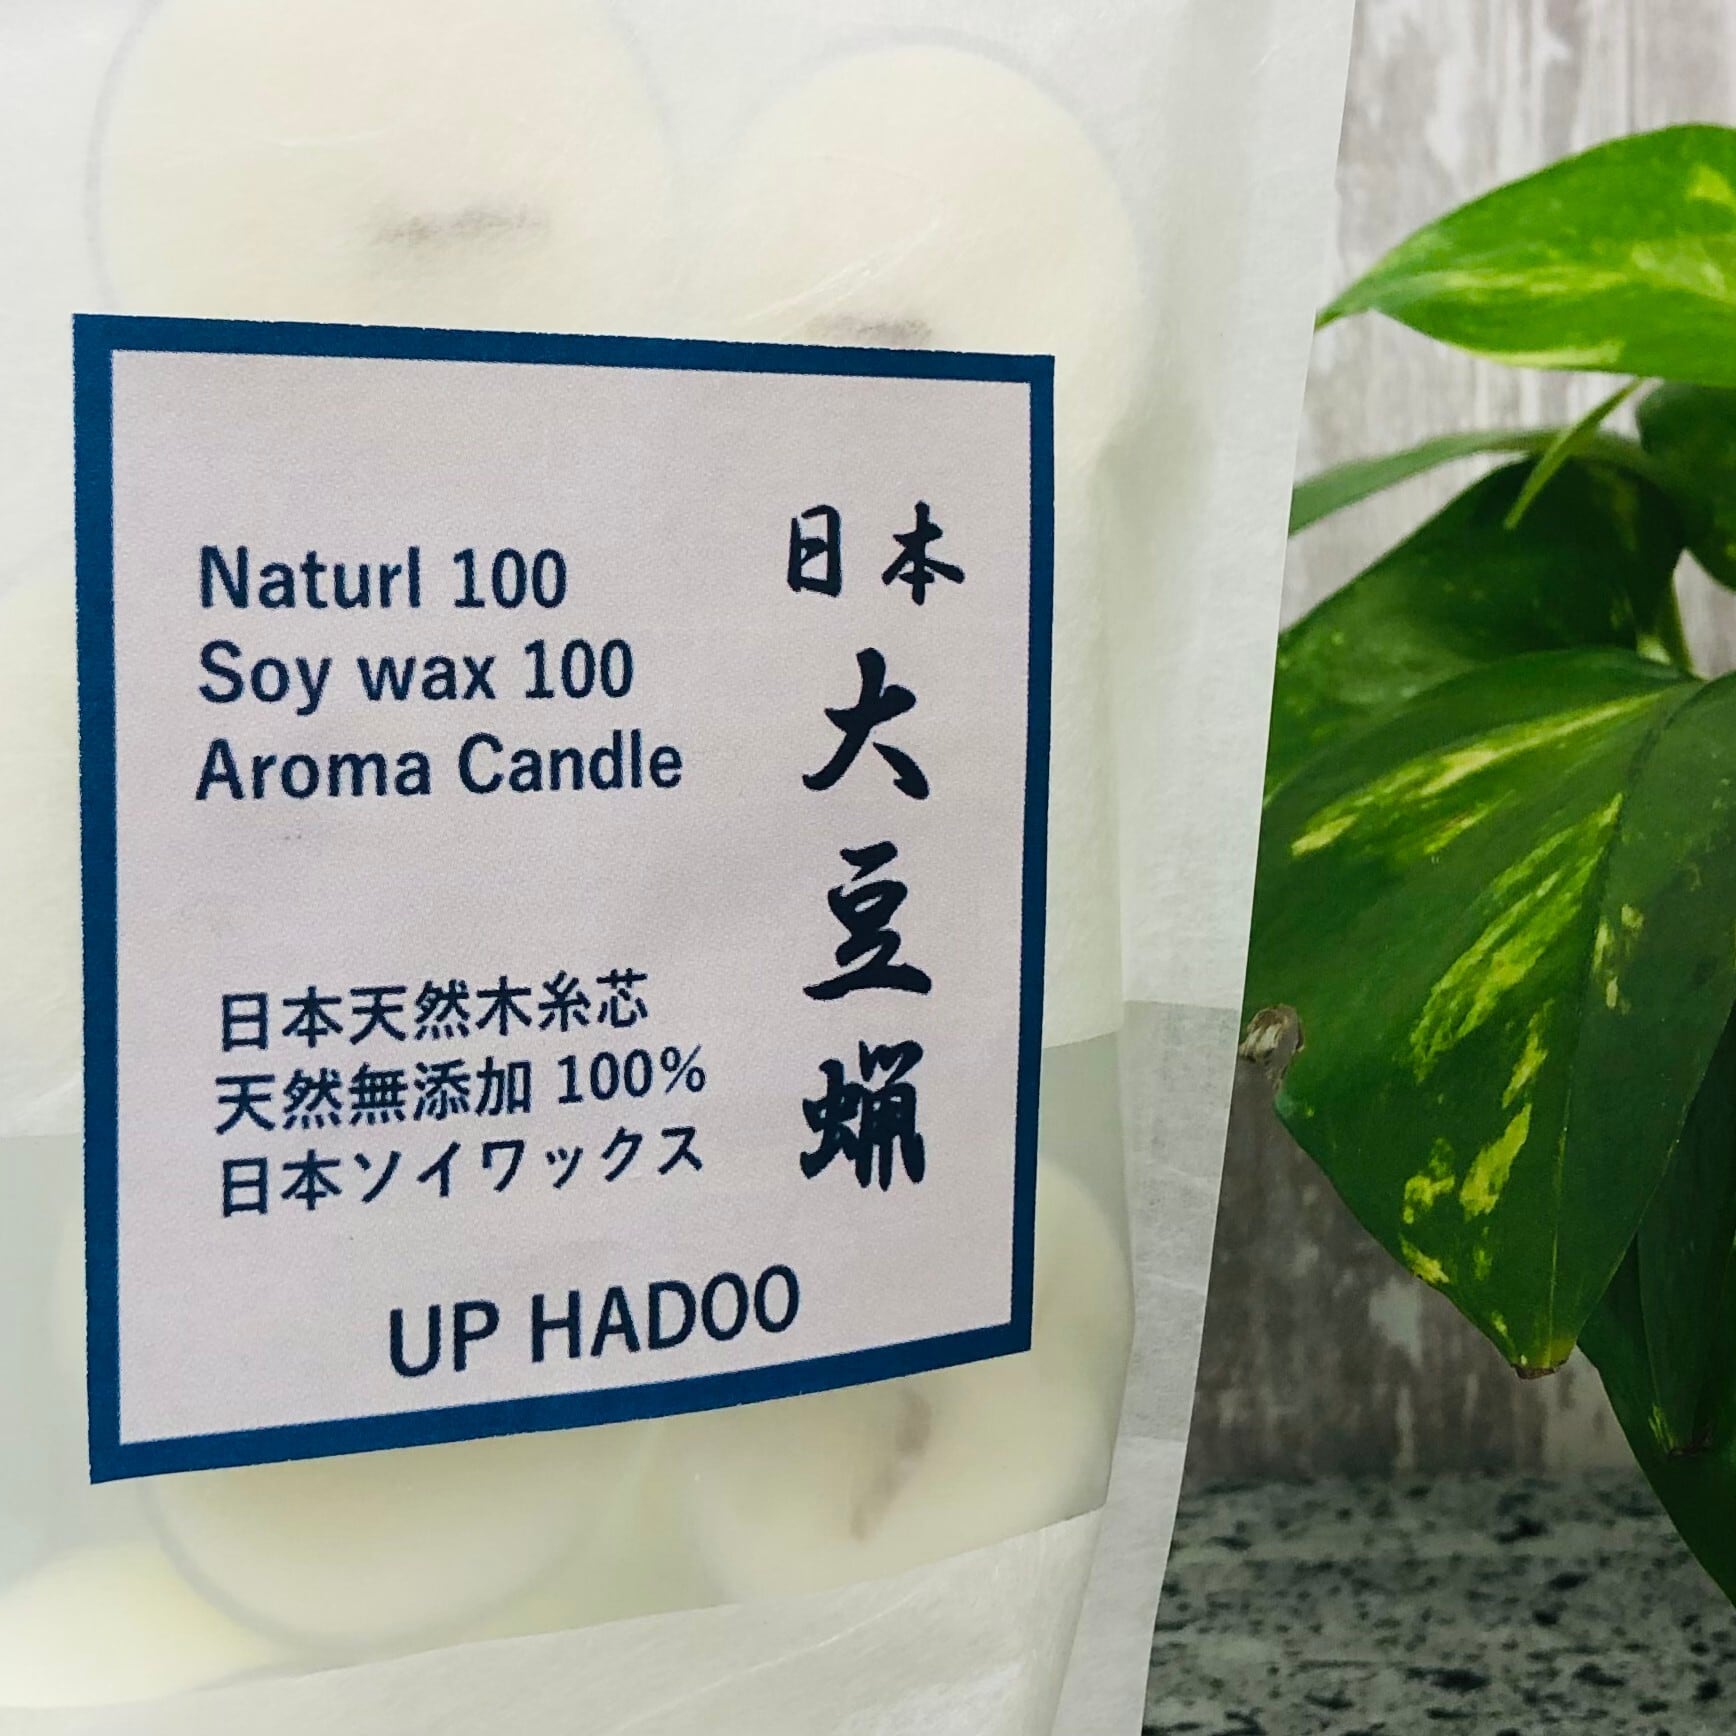 Naturl 100
Soy wax 100
Aroma Candle
日本
大豆蝋
日本天然木糸芯
天然無添加 100%
日本ソイワックス
UP HADOO